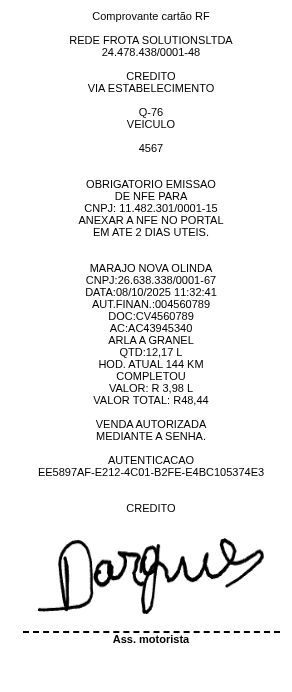 Comprovante cartão RF
REDE FROTA SOLUTIONSLTDA
24.478.438/0001-48
CREDITO
VIA ESTABELECIMENTO
Q-76
VEICULO
4567
OBRIGATORIO EMISSAO
DE NFE PARA
CNPJ: 11.482.301/0001-15
ANEXAR A NFE NO PORTAL
EM ATE 2 DIAS UTEIS.
MARAJO NOVA OLINDA
CNPJ:26.638.338/0001-67
DATA:08/10/2025 11:32:41
AUT.FINAN.:004560789
DOC:CV4560789
AC:AC43945340
ARLA A GRANEL
QTD:12,17 L
HOD. ATUAL 144 KM
COMPLETOU
VALOR: R 3,98 L
VALOR TOTAL: R48,44
VENDA AUTORIZADA
MEDIANTE A SENHA.
AUTENTICACAO
EE5897AF-E212-4C01-B2FE-E4BC105374E3
CREDITO
Darques
Ass. motorista